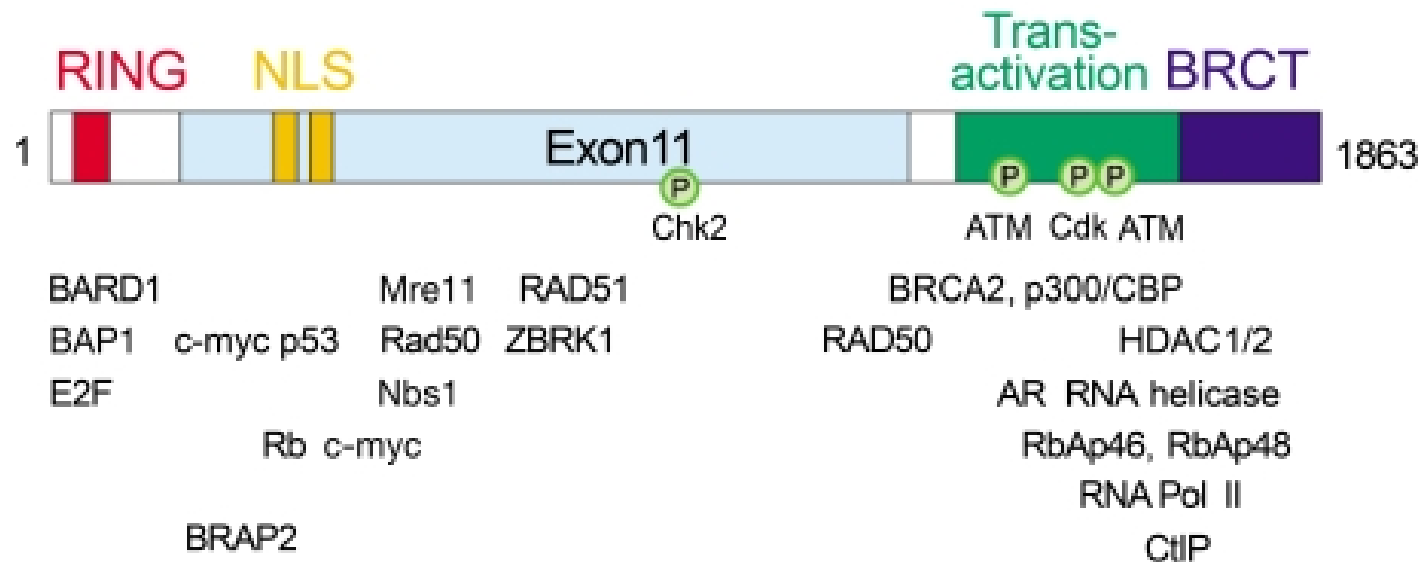 RING NLS Trans-
activation BRCT
1 Exon11 1863
P P P P
Chk2 ATM Cdk ATM
BARD1 Mre11 RAD51 BRCA2, p300/CBP
BAP1 c-myc p53 Rad50 ZBRK1 RAD50 HDAC1/2
E2F Nbs1 AR RNA helicase
Rb c-myc RbAp46, RbAp48
RNA Pol II
BRAP2
CtIP